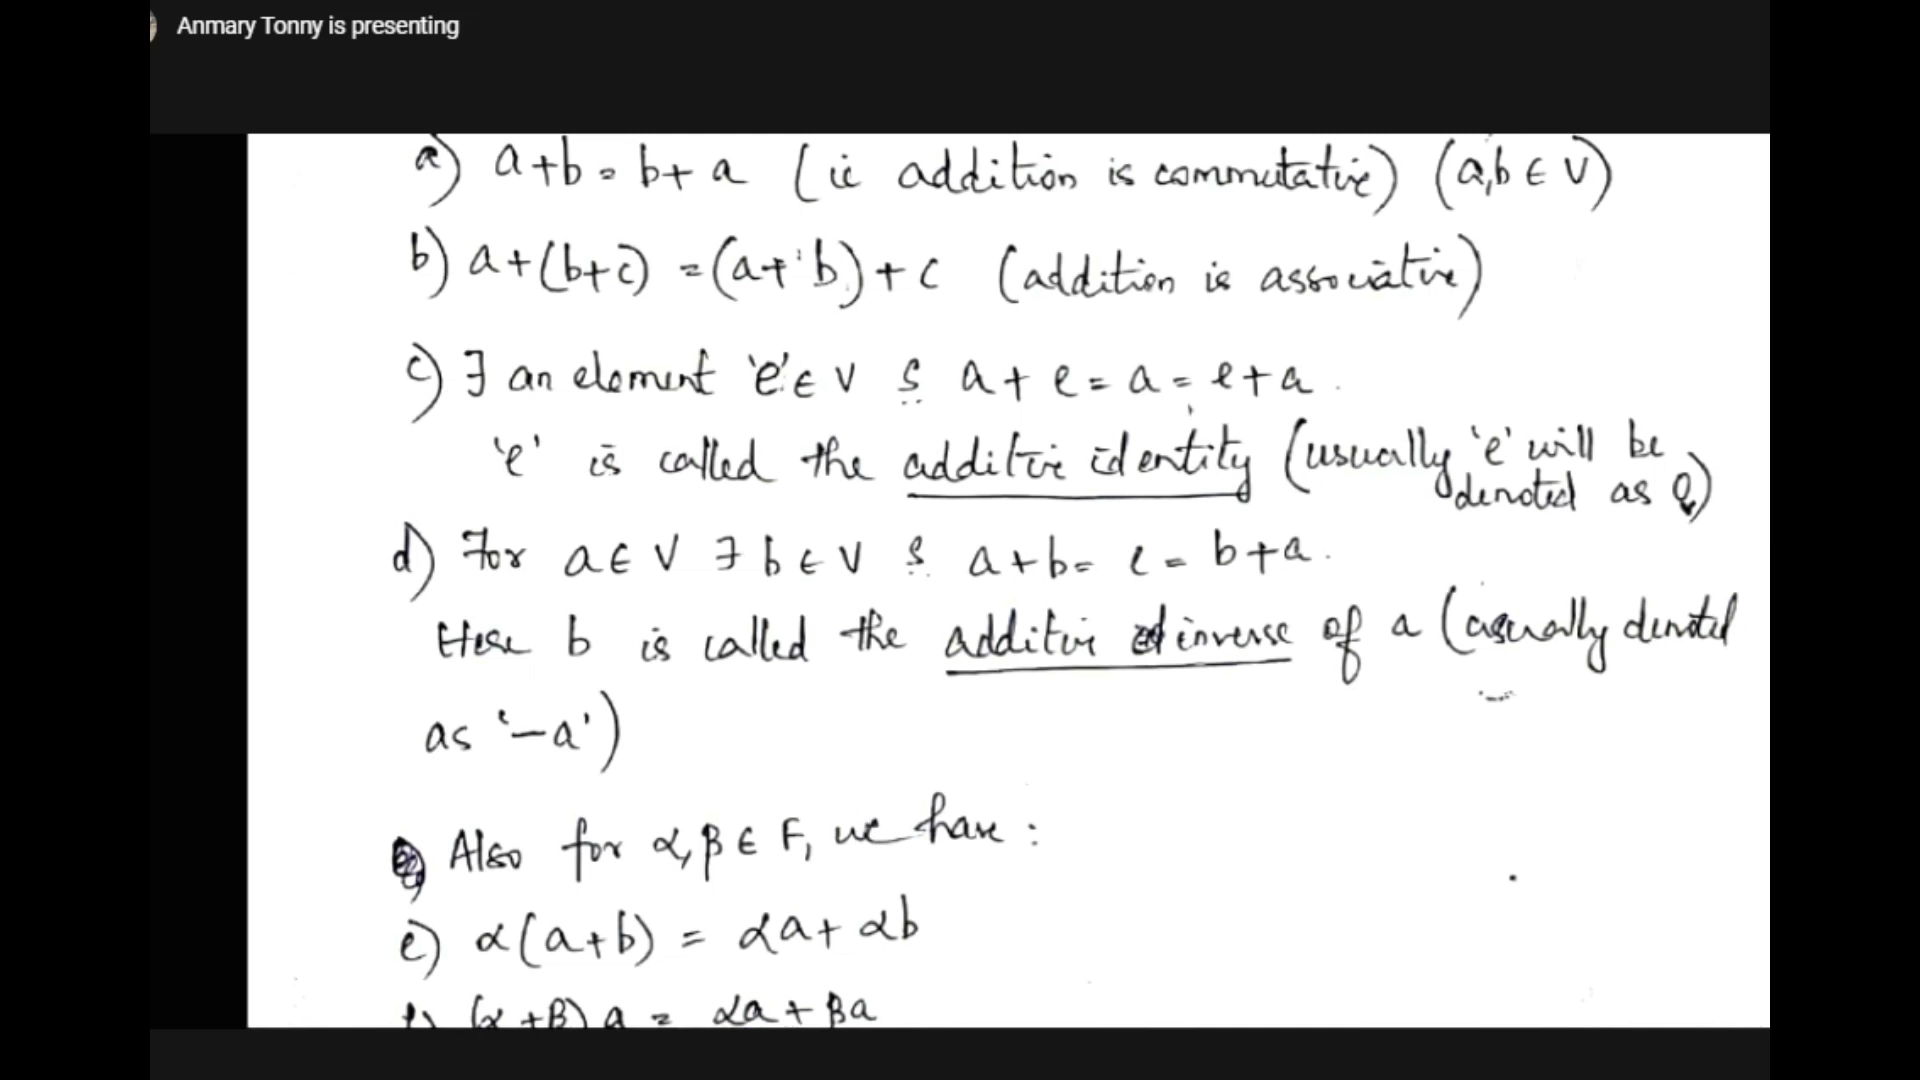 Anmary Tonny is presenting
a) a+b = b+a (ie addition is commutative) (a,b ∈ V)
b) a+(b+c) = (a+b)+c (addition is associative)
c) ∃ an element 'e' ∈ V s a+e = a = e+a.
'e' is called the additive identity (usually 'e' will be
denoted as 0)
d) For a ∈ V ∃ b ∈ V s a+b = e = b+a.
Here b is called the additive inverse of a (usually denoted
as '-a')
Also for α, β ∈ F, we have:
e) α(a+b) = αa + αb
f) (α+β)a = αa + βa